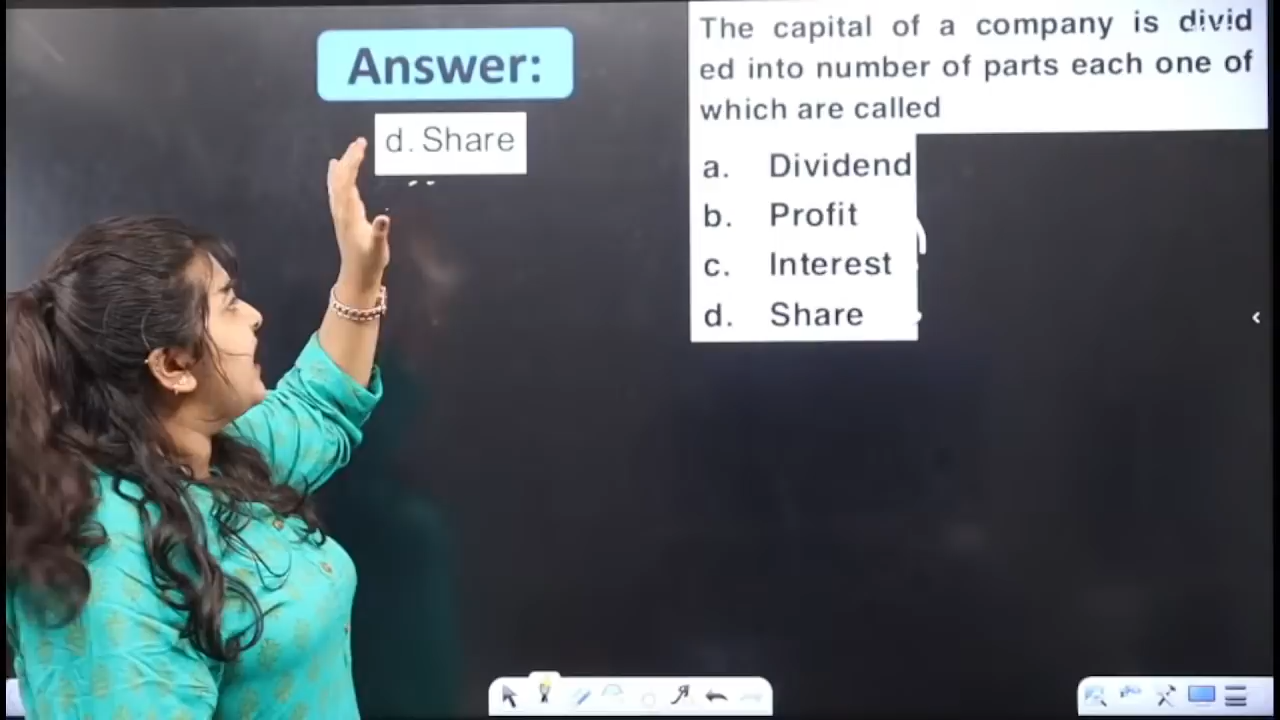 Answer:
d. Share
The capital of a company is divid
ed into number of parts each one of
which are called
a. Dividend
b. Profit
c. Interest
d. Share